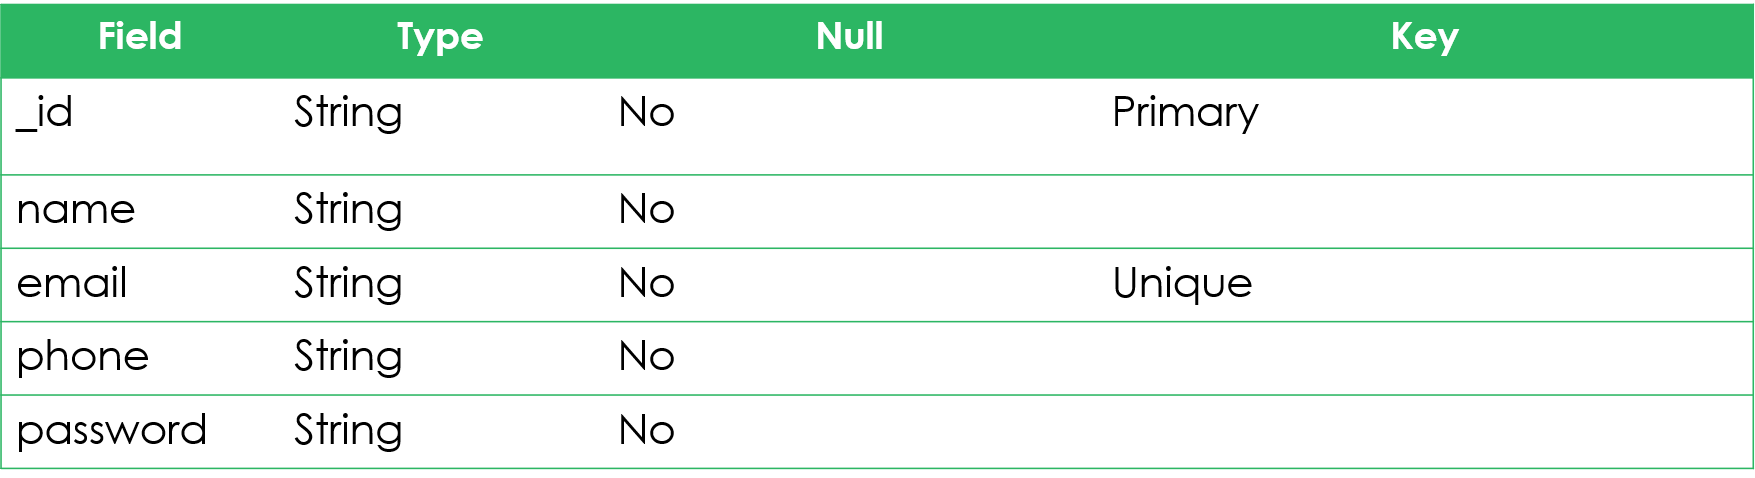 Field Type Null Key
_id String No Primary
name String No
email String No Unique
phone String No
password String No